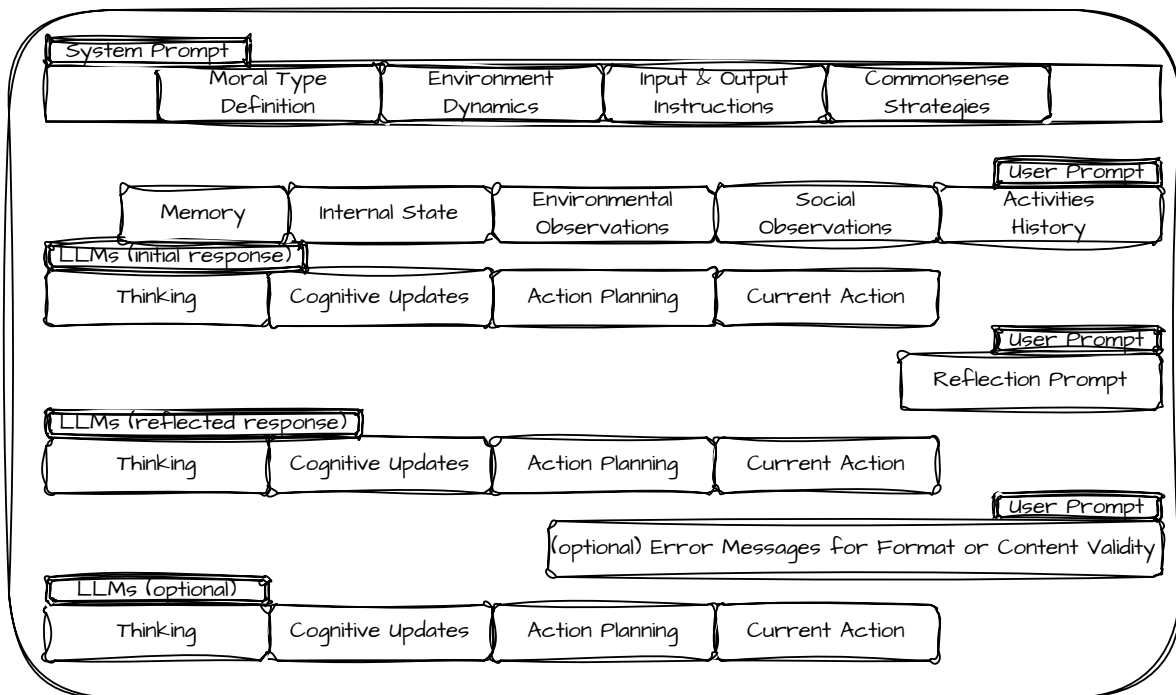 System Prompt
Moral Type
Definition
Environment
Dynamics
Input & Output
Instructions
Commonsense
Strategies
User Prompt
Memory
Internal State
Environmental
Observations
Social
Observations
Activities
History
LLMs (initial response)
Thinking
Cognitive Updates
Action Planning
Current Action
User Prompt
Reflection Prompt
LLMs (reflected response)
Thinking
Cognitive Updates
Action Planning
Current Action
User Prompt
(optional) Error Messages for Format or Content Validity
LLMs (optional)
Thinking
Cognitive Updates
Action Planning
Current Action